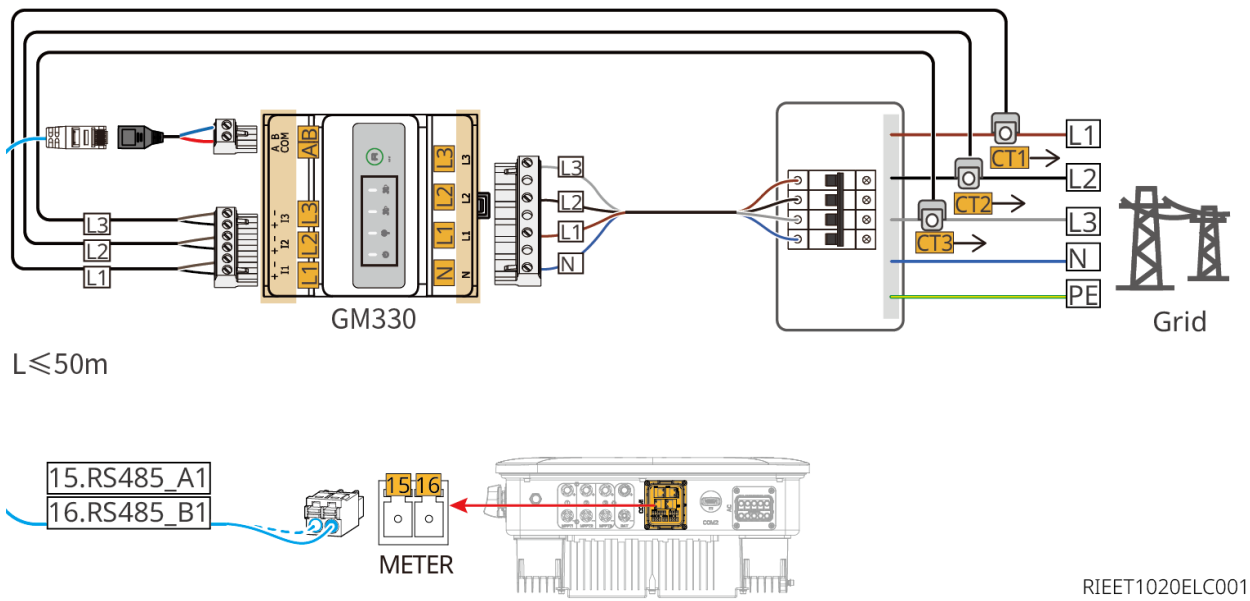 L1
CT1
L2
CT2
L3
CT3
N
PE
Grid
A B
COM
AB
L3
L3
L2
L2
L1
L1
N
N
+ - + - + -
I1 I2 I3
L1 L2 L3
L3
L2
L1
L3
L2
L1
N
GM330
L≤50m
15.RS485_A1
16.RS485_B1
15 16
METER
COM2
AC
RIEET1020ELC001